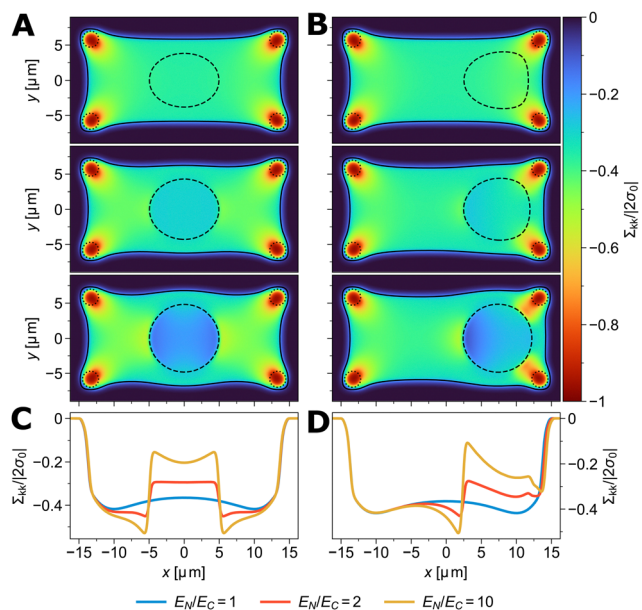 A
B
5
0
−5
y [µm]
5
0
−5
y [µm]
5
0
−5
y [µm]
0
−0.2
−0.4
−0.6
−0.8
−1
Σkk/|2σ0|
C
D
0
−0.2
−0.4
Σkk/|2σ0|
−15 −10 −5 0 5 10 15
x [µm]
−15 −10 −5 0 5 10 15
x [µm]
0
−0.2
−0.4
Σkk/|2σ0|
EN/EC = 1
EN/EC = 2
EN/EC = 10